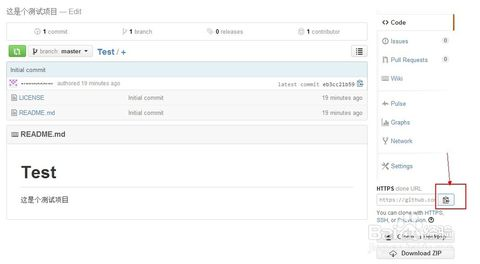 这是个测试项目 — Edit
1 commit
1 branch
0 releases
1 contributor
branch: master
Test / +
Initial commit
authored 19 minutes ago
latest commit eb3cc21b59
LICENSE Initial commit 19 minutes ago
README.md Initial commit 19 minutes ago
README.md
Test
这是个测试项目
Code
Issues 0
Pull Requests 0
Wiki
Pulse
Graphs
Network
Settings
HTTPS clone URL
https://github.co
You can clone with HTTPS,
SSH, or
Download ZIP